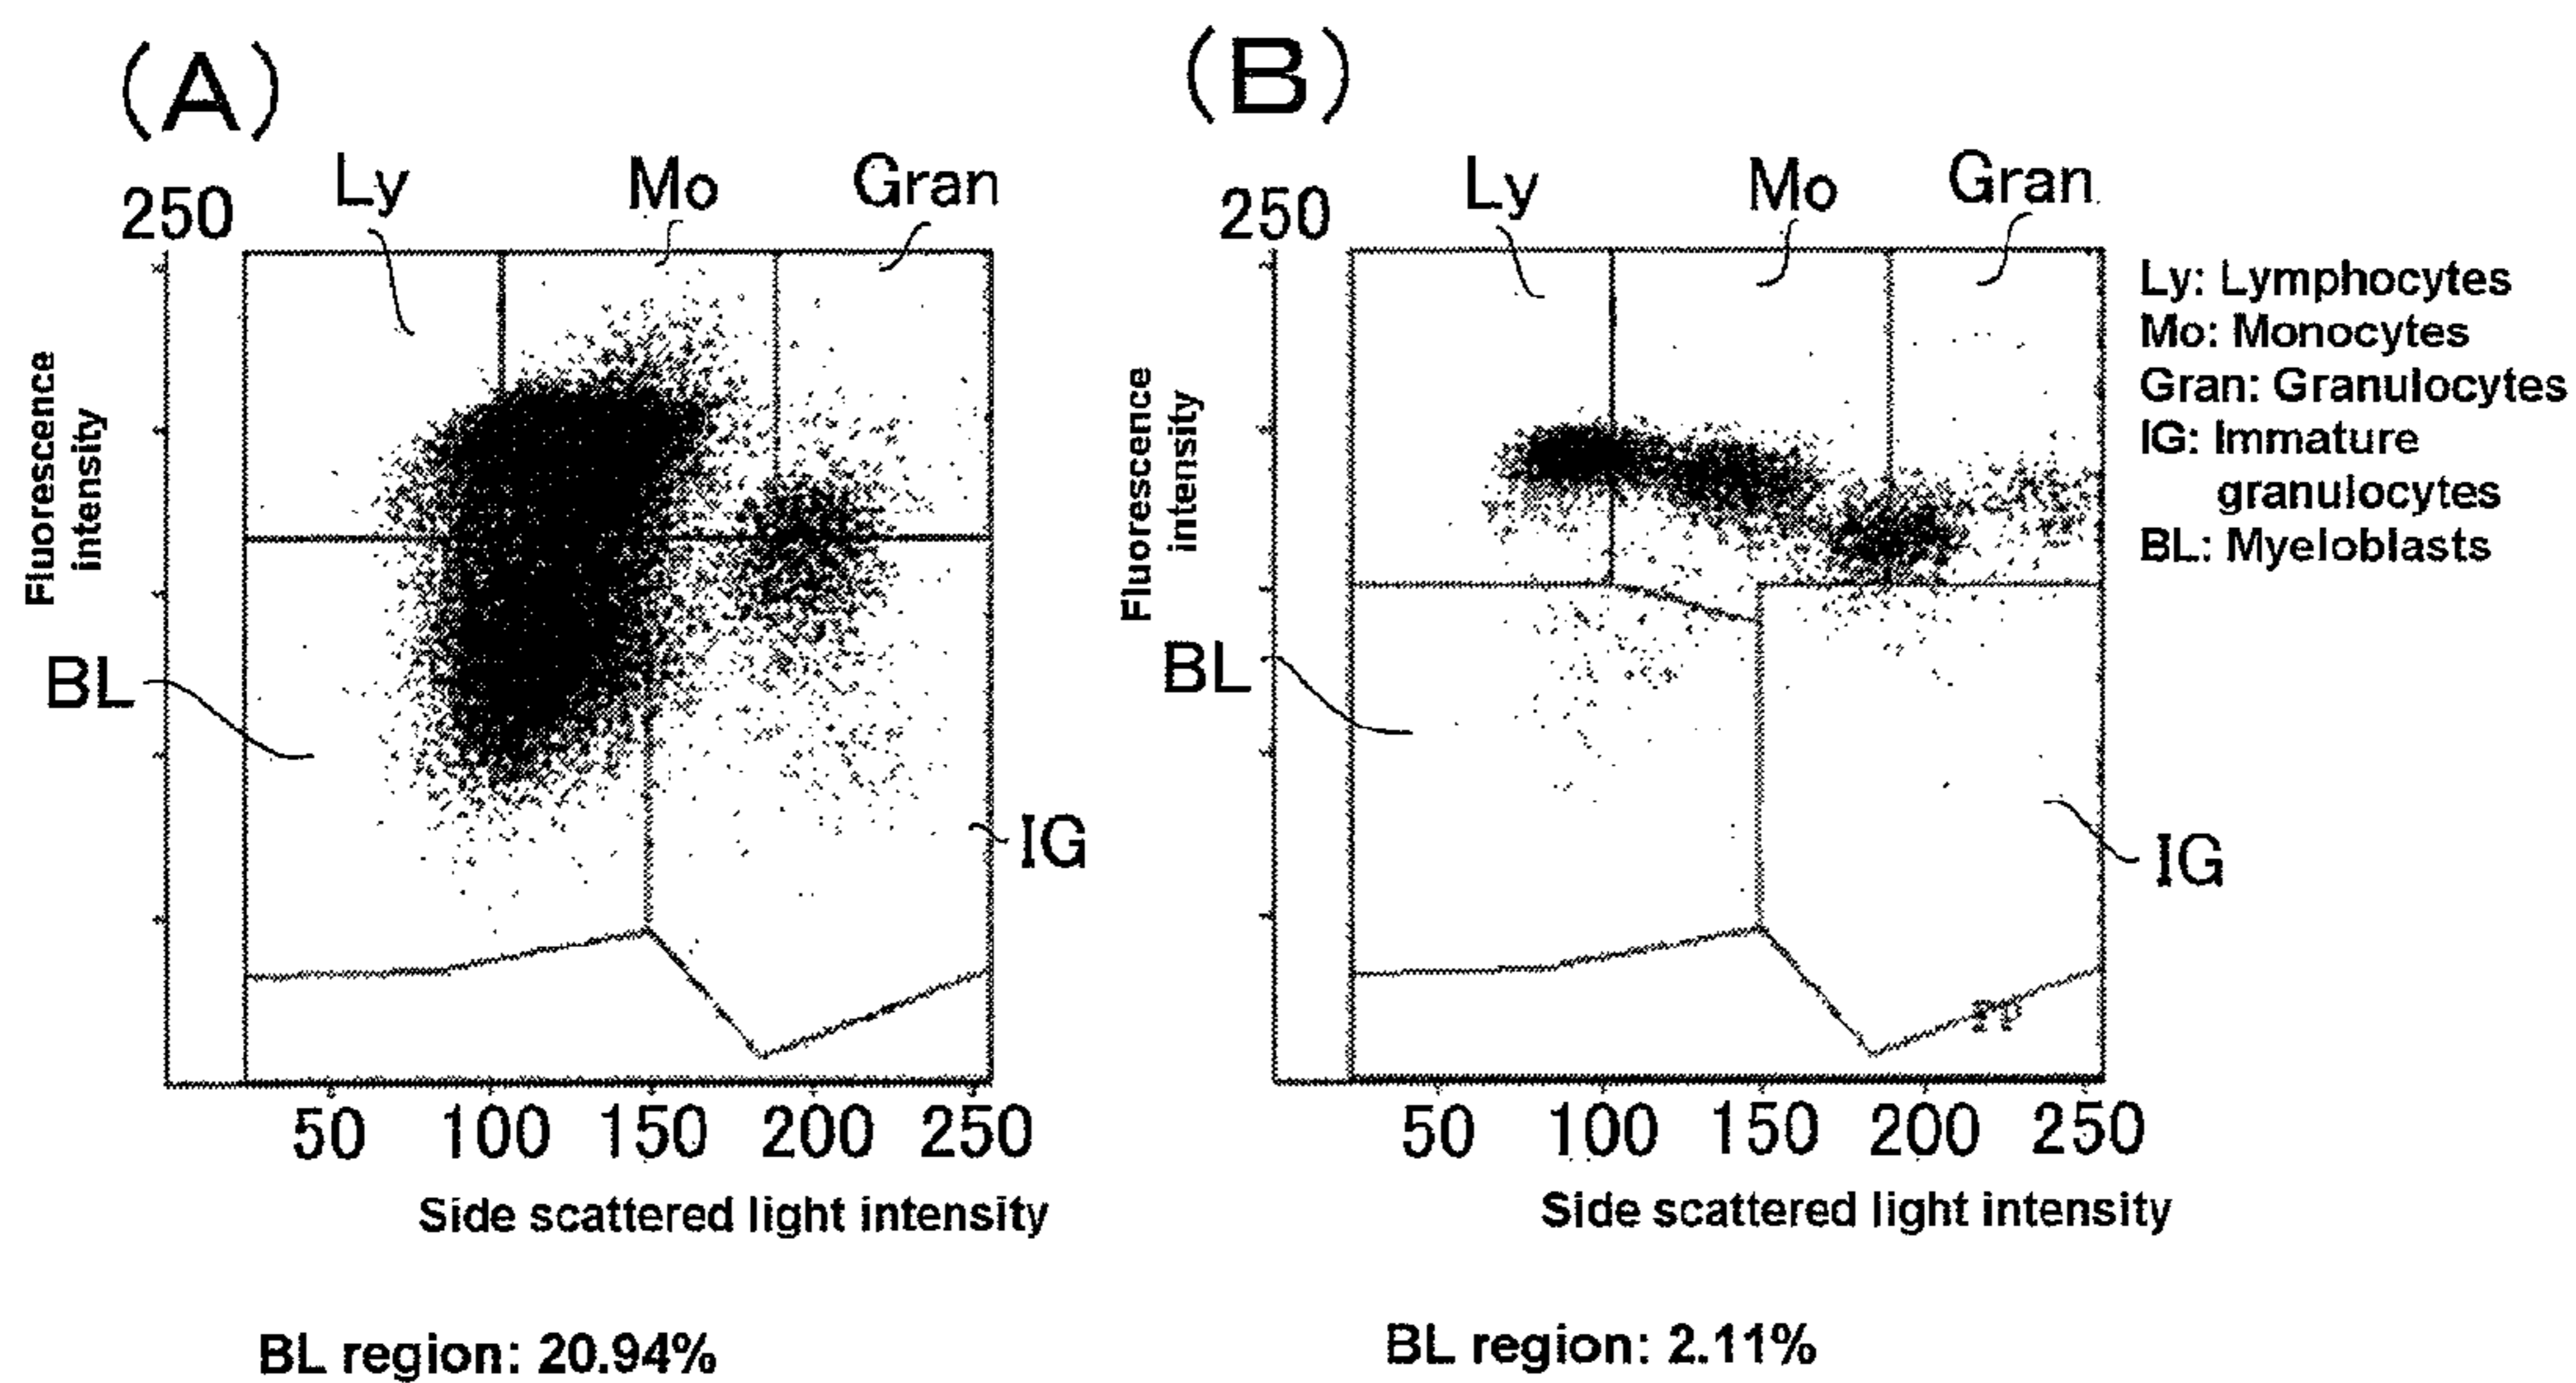 (A)
Ly Mo Gran
250
Fluorescence
intensity
BL
IG
50 100 150 200 250
Side scattered light intensity
BL region: 20.94%
(B)
Ly Mo Gran
250
Fluorescence
intensity
BL
IG
50 100 150 200 250
Side scattered light intensity
BL region: 2.11%
Ly: Lymphocytes
Mo: Monocytes
Gran: Granulocytes
IG: Immature
granulocytes
BL: Myeloblasts